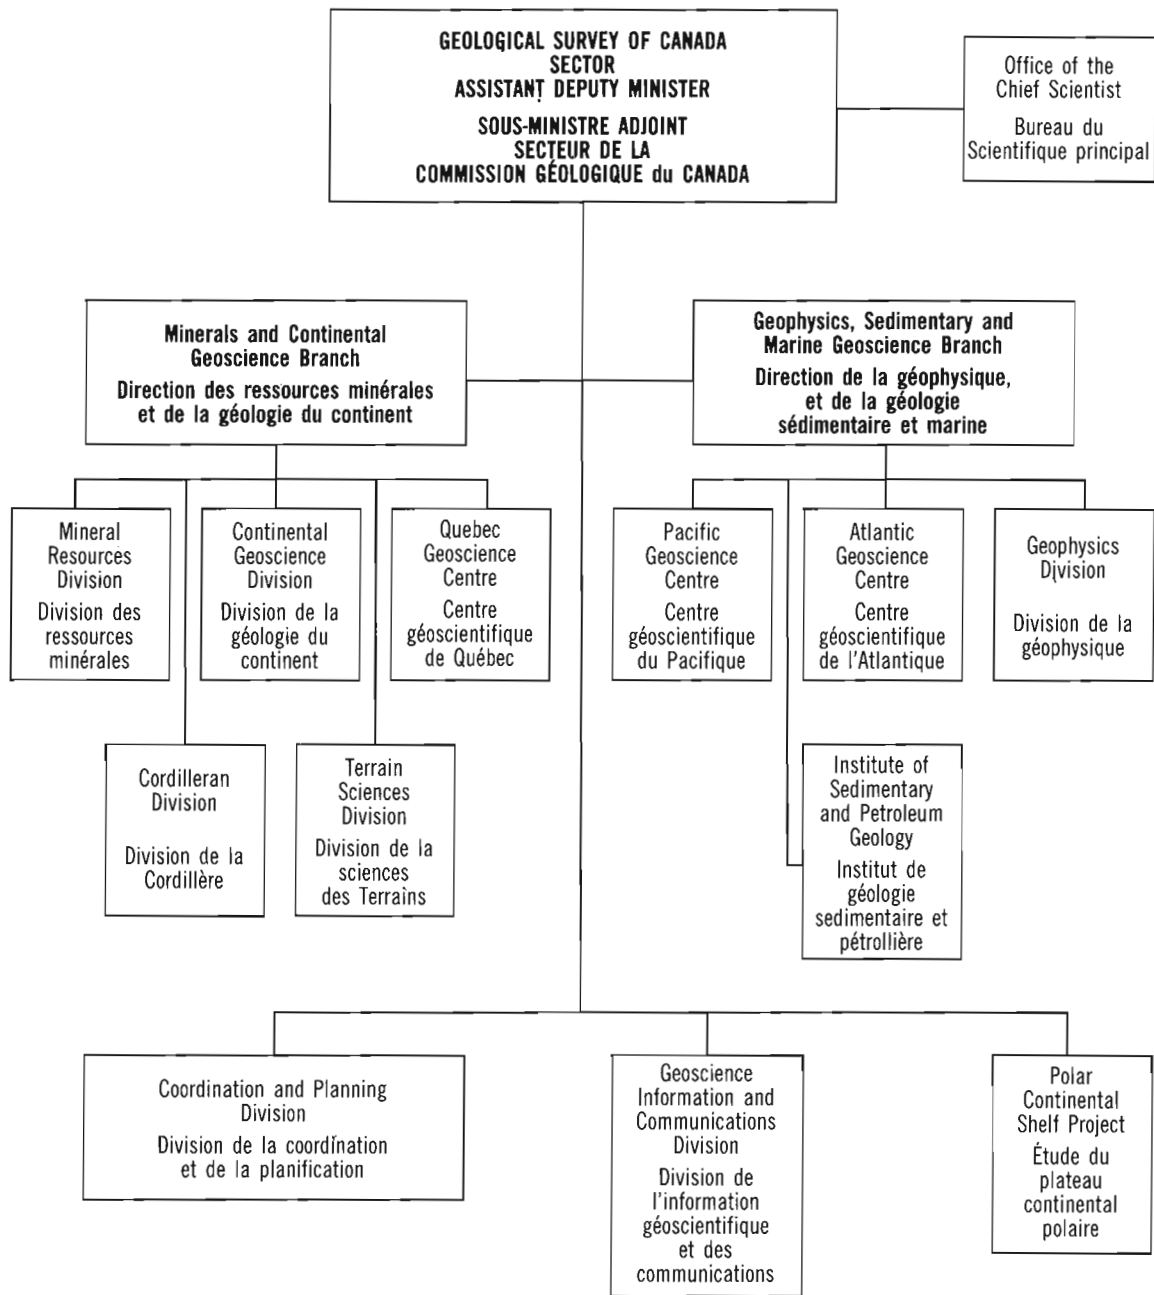 GEOLOGICAL SURVEY OF CANADA
SECTOR
ASSISTANT DEPUTY MINISTER
SOUS-MINISTRE ADJOINT
SECTEUR DE LA
COMMISSION GÉOLOGIQUE du CANADA
Office of the
Chief Scientist
Bureau du
Scientifique principal
Minerals and Continental
Geoscience Branch
Direction des ressources minérales
et de la géologie du continent
Geophysics, Sedimentary and
Marine Geoscience Branch
Direction de la géophysique,
et de la géologie
sédimentaire et marine
Mineral
Resources
Division
Division des
ressources
minérales
Continental
Geoscience
Division
Division de la
géologie du
continent
Quebec
Geoscience
Centre
Centre
géoscientifique
de Québec
Pacific
Geoscience
Centre
Centre
géoscientifique
du Pacifique
Atlantic
Geoscience
Centre
Centre
géoscientifique
de l'Atlantique
Geophysics
Division
Division de la
géophysique
Cordilleran
Division
Division de la
Cordillère
Terrain
Sciences
Division
Division de la
sciences
des Terrains
Institute of
Sedimentary
and Petroleum
Geology
Institut de
géologie
sedimentaire et
pétrollière
Coordination and Planning
Division
Division de la coordination
et de la planification
Geoscience
Information and
Communications
Division
Division de
l'information
géoscientifique
et des
communications
Polar
Continental
Shelf Project
Étude du
plateau
continental
polaire